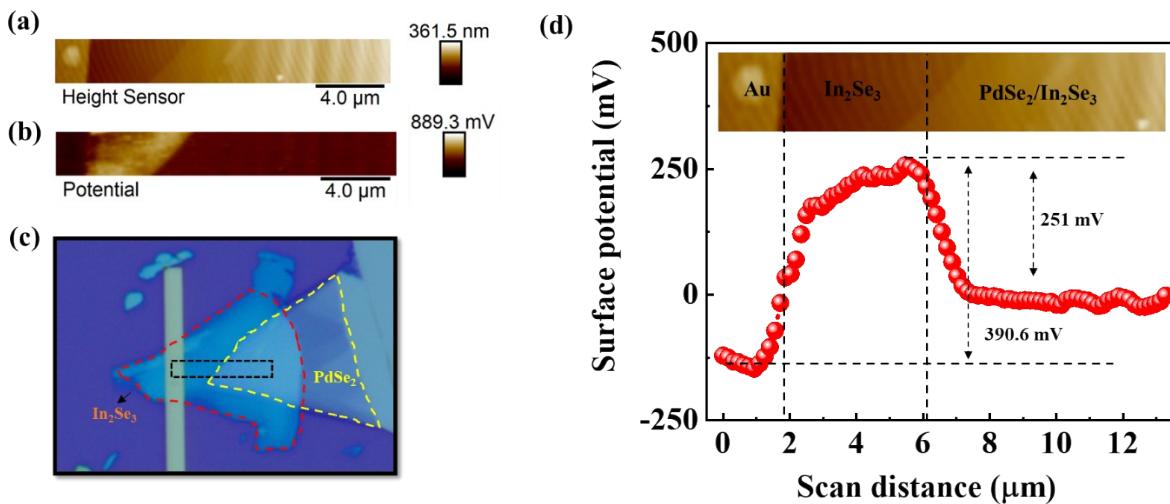 (a)
361.5 nm
Height Sensor
4.0 μm
(b)
889.3 mV
Potential
4.0 μm
(c)
In₂Se₃
PdSe₂
(d)
Surface potential (mV)
500
250
0
-250
Au
In₂Se₃
PdSe₂/In₂Se₃
251 mV
390.6 mV
0 2 4 6 8 10 12
Scan distance (μm)